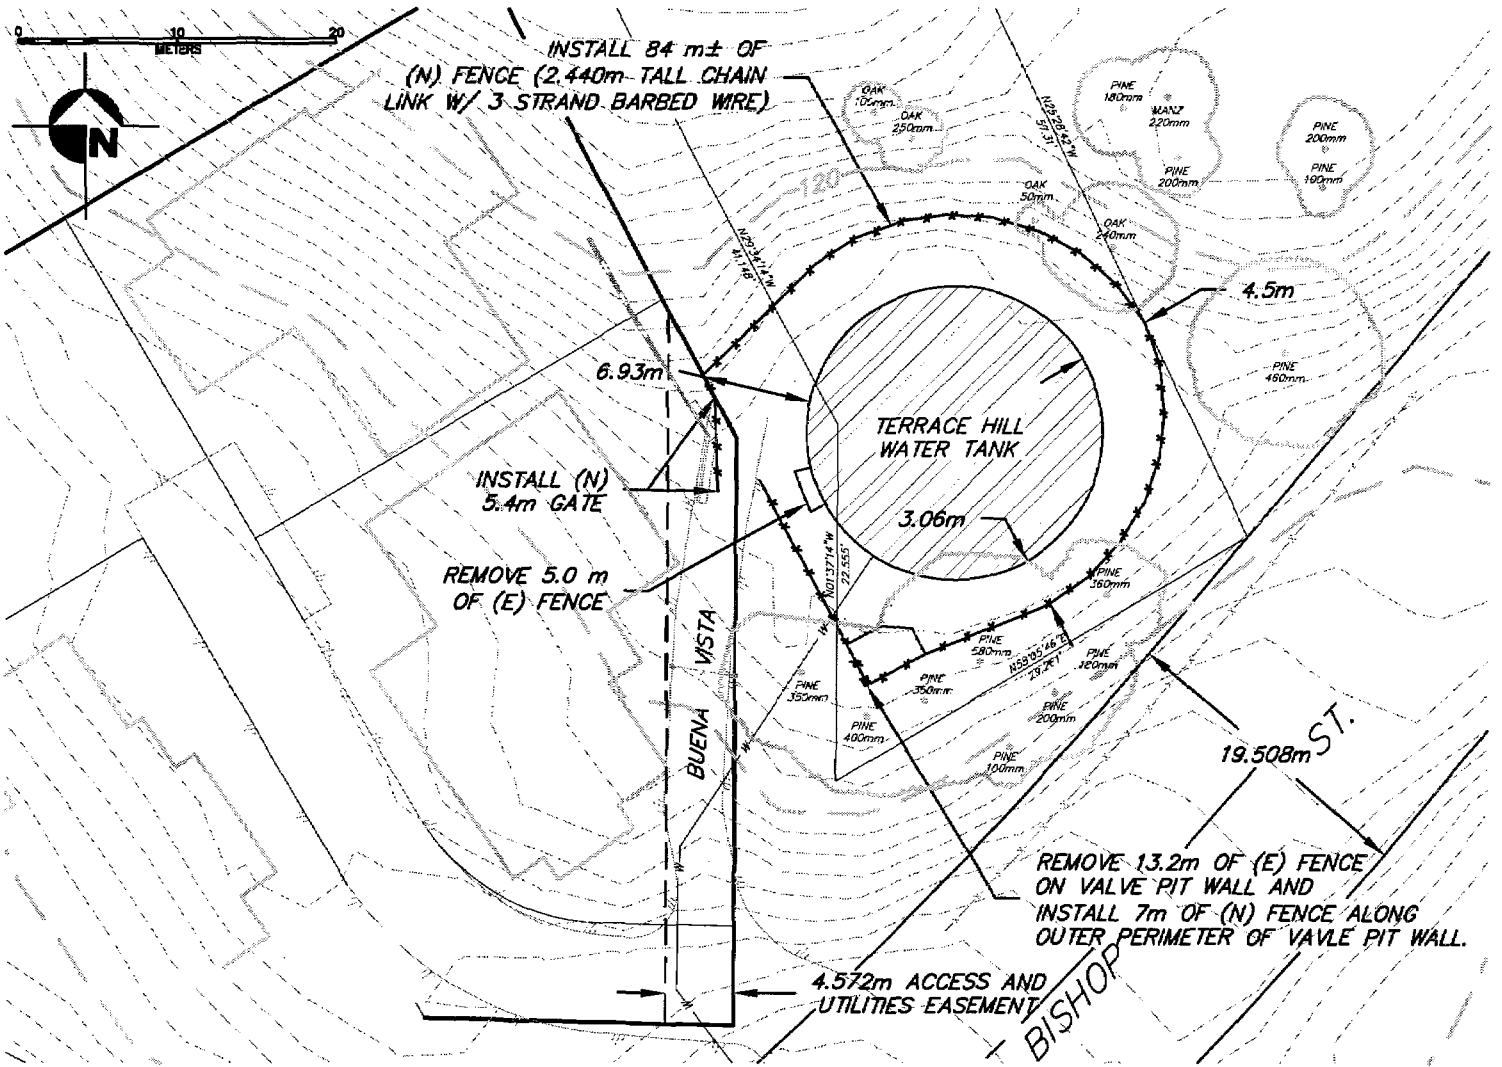 0 10 20
METERS
N
INSTALL 84 m± OF
(N) FENCE (2.440m TALL CHAIN
LINK W/ 3 STRAND BARBED WIRE)
120
OAK
100mm
OAK
250mm
N25°26'42"W
57.31
PINE
180mm
MANZ
220mm
PINE
200mm
PINE
200mm
PINE
100mm
OAK
50mm
OAK
240mm
N29°34'14"W
41.148'
4.5m
PINE
460mm
6.93m
TERRACE HILL
WATER TANK
INSTALL (N)
5.4m GATE
3.06m
REMOVE 5.0 m
OF (E) FENCE
N01°37'14"W
22.555'
PINE
360mm
BUENA VISTA
W
PINE
580mm
N59°05'46"E
PINE
120mm
PINE
350mm
PINE
350mm
PINE
200mm
PINE
400mm
PINE
100mm
W
W
W
19.508m
BISHOP ST.
REMOVE 13.2m OF (E) FENCE
ON VALVE PIT WALL AND
INSTALL 7m OF (N) FENCE ALONG
OUTER PERIMETER OF VAVLE PIT WALL.
4.572m ACCESS AND
UTILITIES EASEMENT